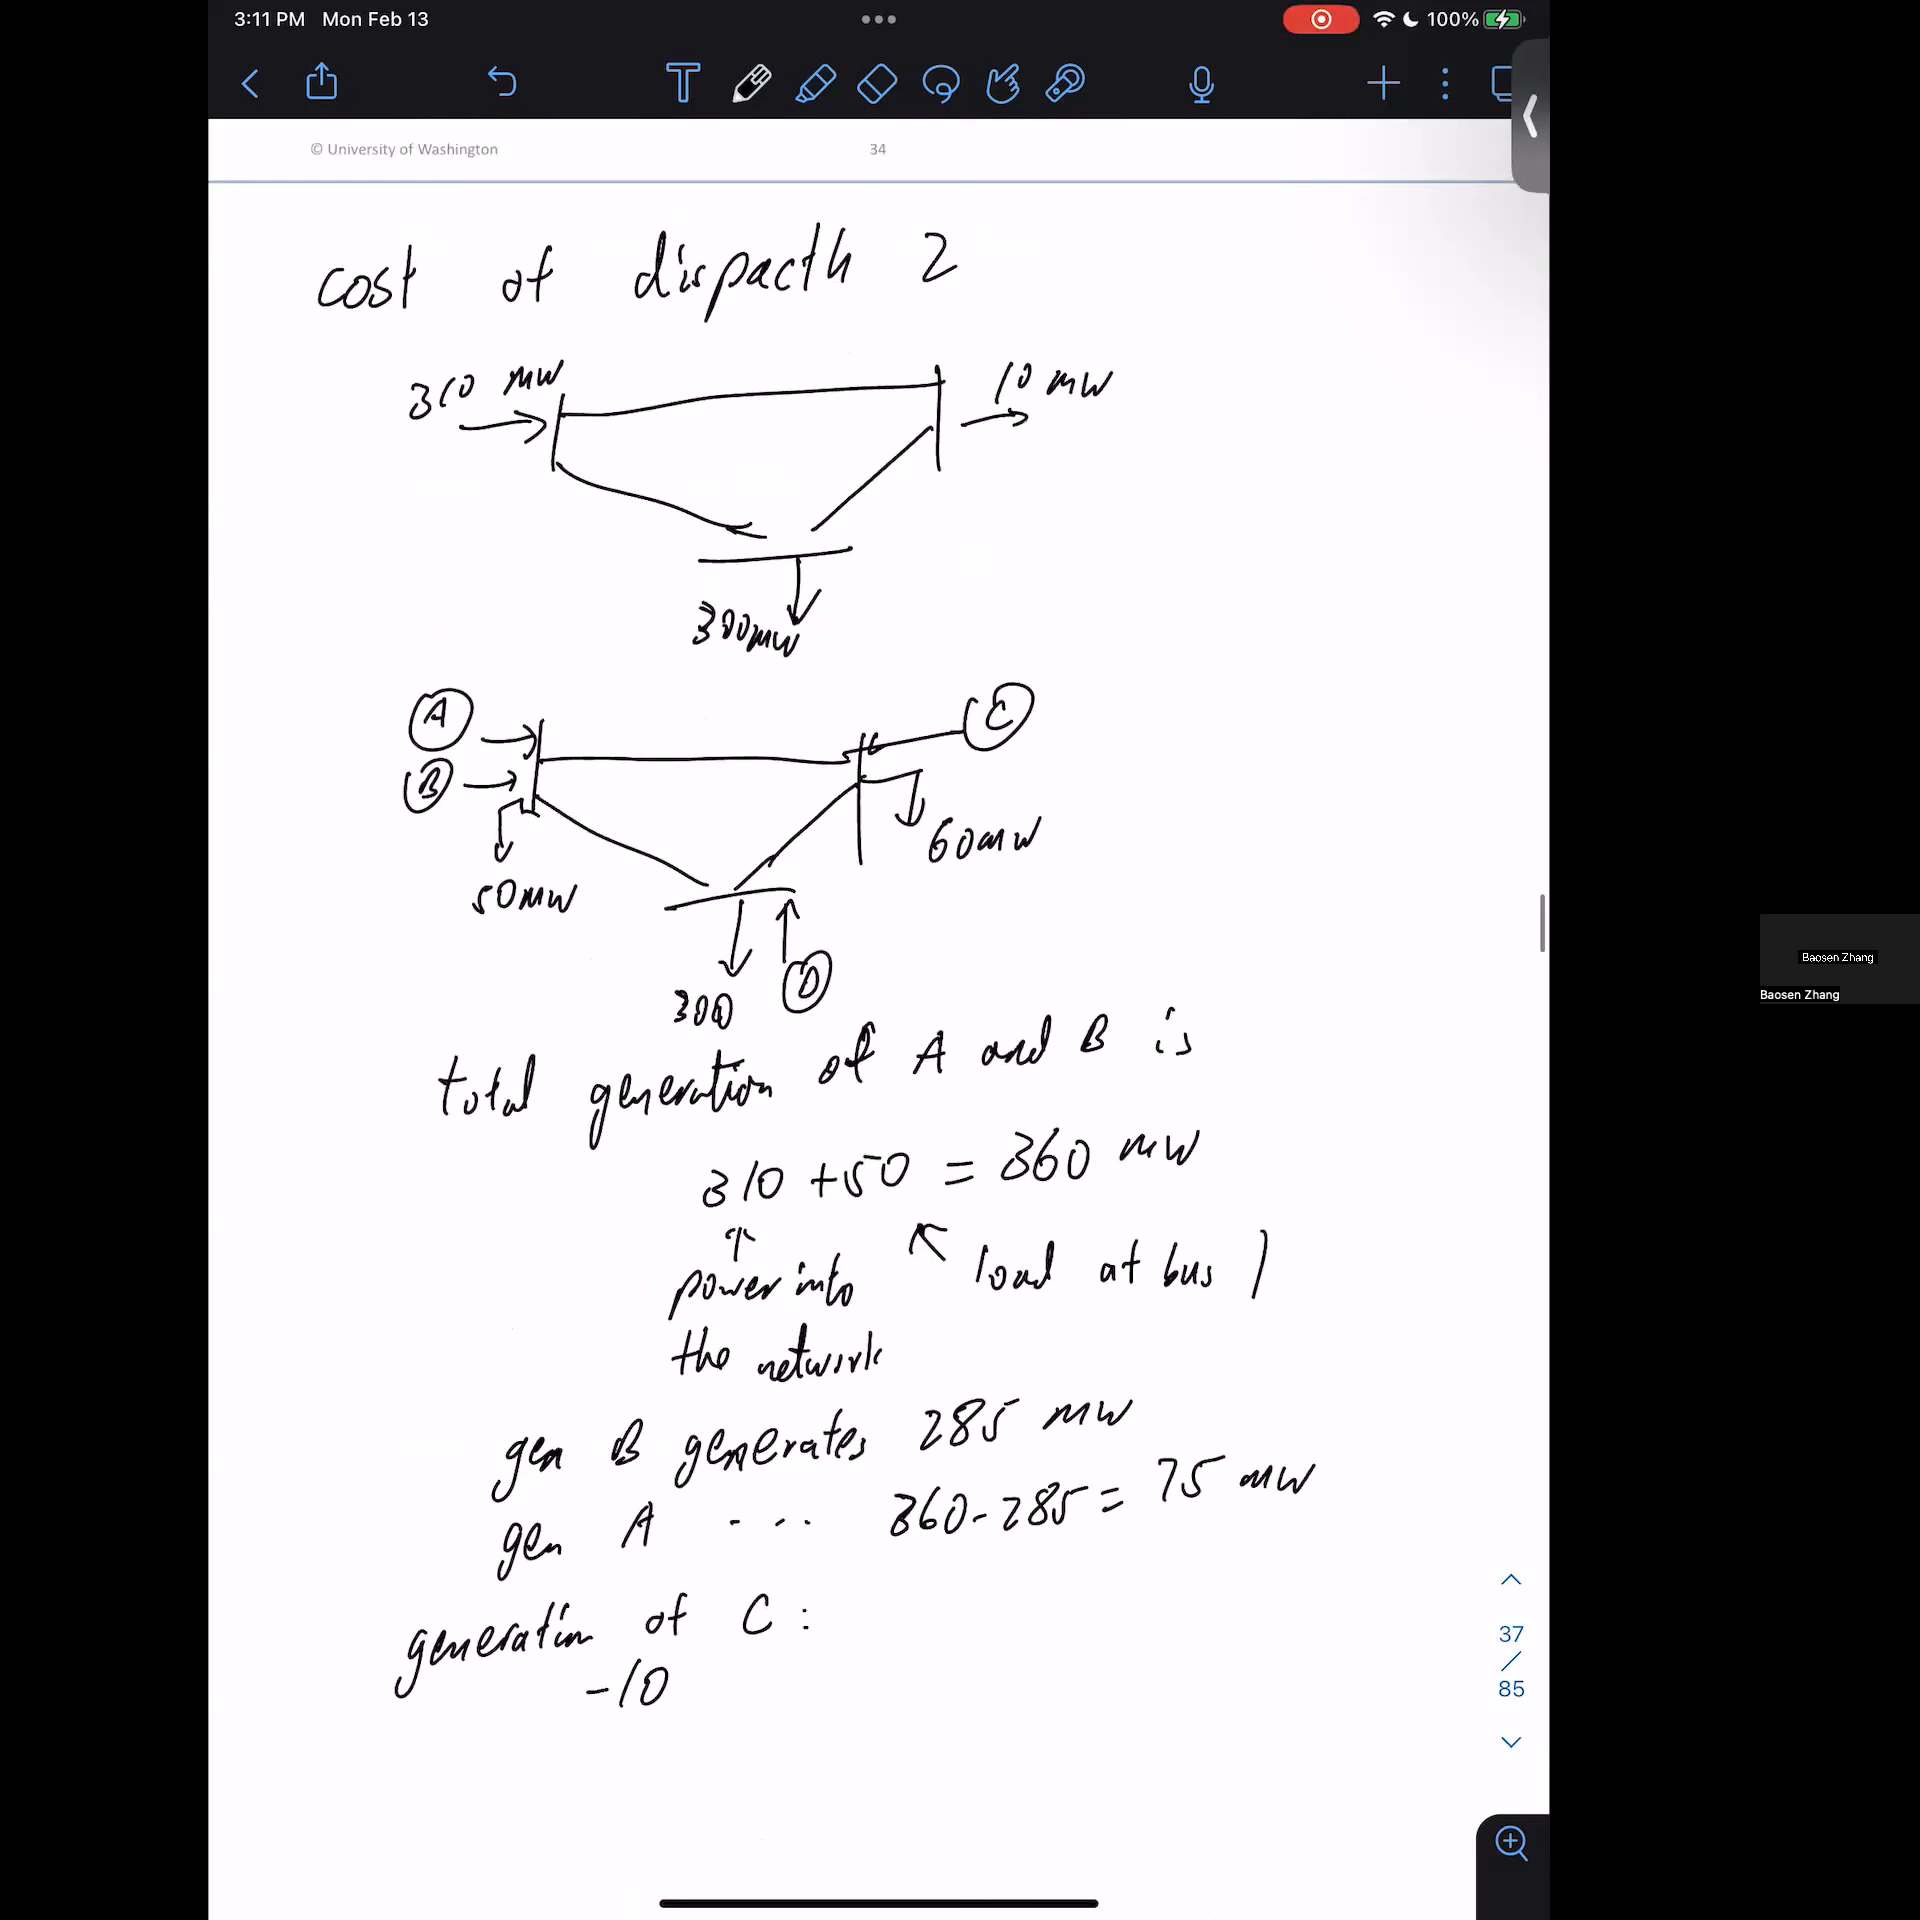 3:11 PM Mon Feb 13
100%
T
© University of Washington
34
cost of dispacth 2
310 MW
10 MW
300MW
A
C
B
60MW
50MW
300
D
total generation of A and B is
310 + 50 = 360 MW
power into
load at bus 1
the network
gen B generates 285 MW
gen A .... 360-285 = 75 MW
generation of C:
-10
37
/
85
Baosen Zhang
Baosen Zhang